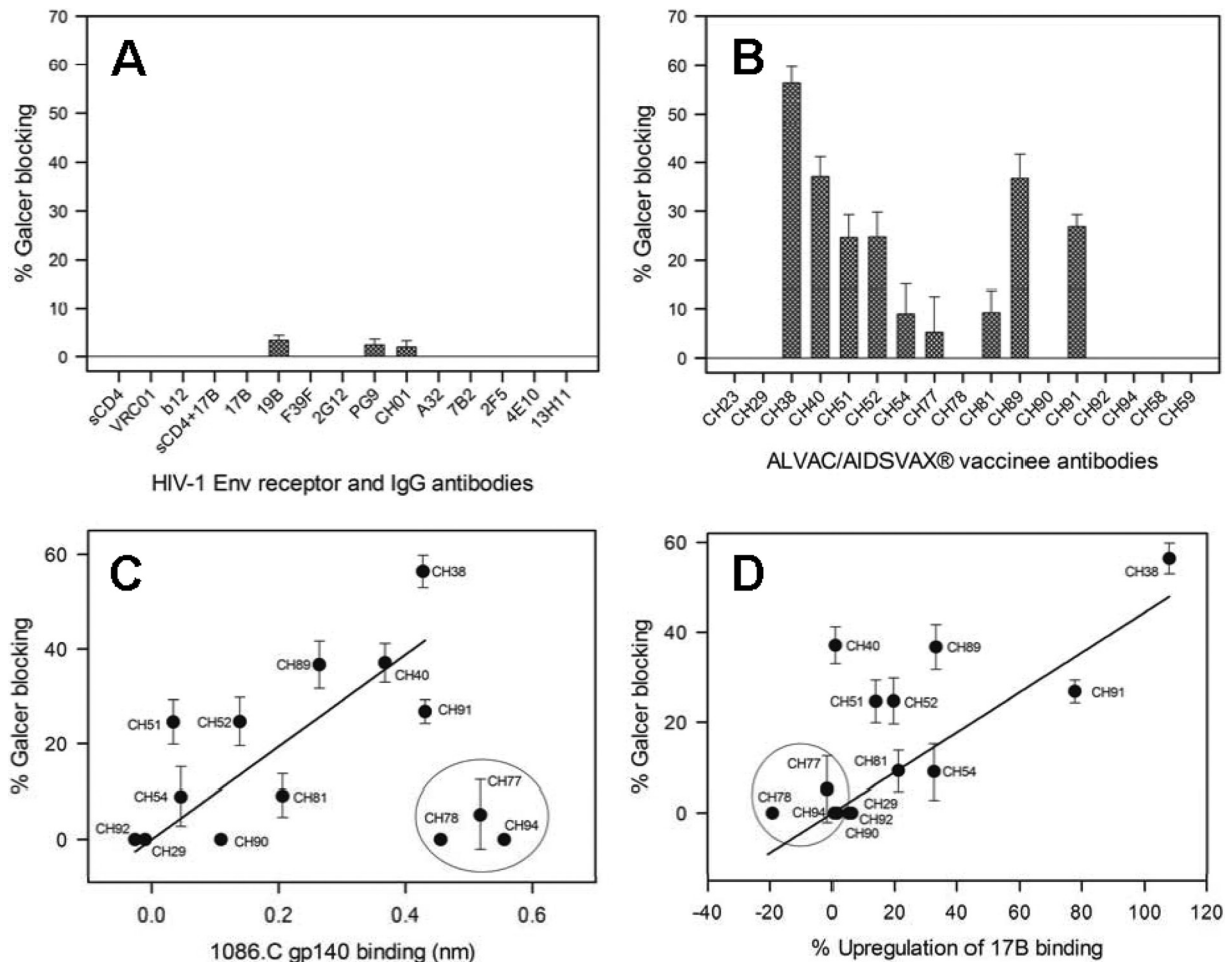 A
% Galcer blocking
70
60
50
40
30
20
10
0
sCD4
VRC01
b12
sCD4+17B
17B
19B
F39F
2G12
PG9
CH01
A32
7B2
2F5
4E10
13H11
HIV-1 Env receptor and IgG antibodies
B
% Galcer blocking
70
60
50
40
30
20
10
0
CH23
CH29
CH38
CH40
CH51
CH52
CH54
CH77
CH78
CH81
CH89
CH90
CH91
CH92
CH94
CH58
CH59
ALVAC/AIDSVAX® vaccinee antibodies
C
% Galcer blocking
60
40
20
0
CH38
CH89
CH40
CH51
CH52
CH91
CH54
CH81
CH77
CH92
CH29
CH90
CH78
CH94
0.0
0.2
0.4
0.6
1086.C gp140 binding (nm)
D
% Galcer blocking
60
40
20
0
CH38
CH40
CH89
CH51
CH52
CH91
CH77
CH81
CH54
CH78
CH94
CH29
CH92
CH90
−40
−20
0
20
40
60
80
100
120
% Upregulation of 17B binding